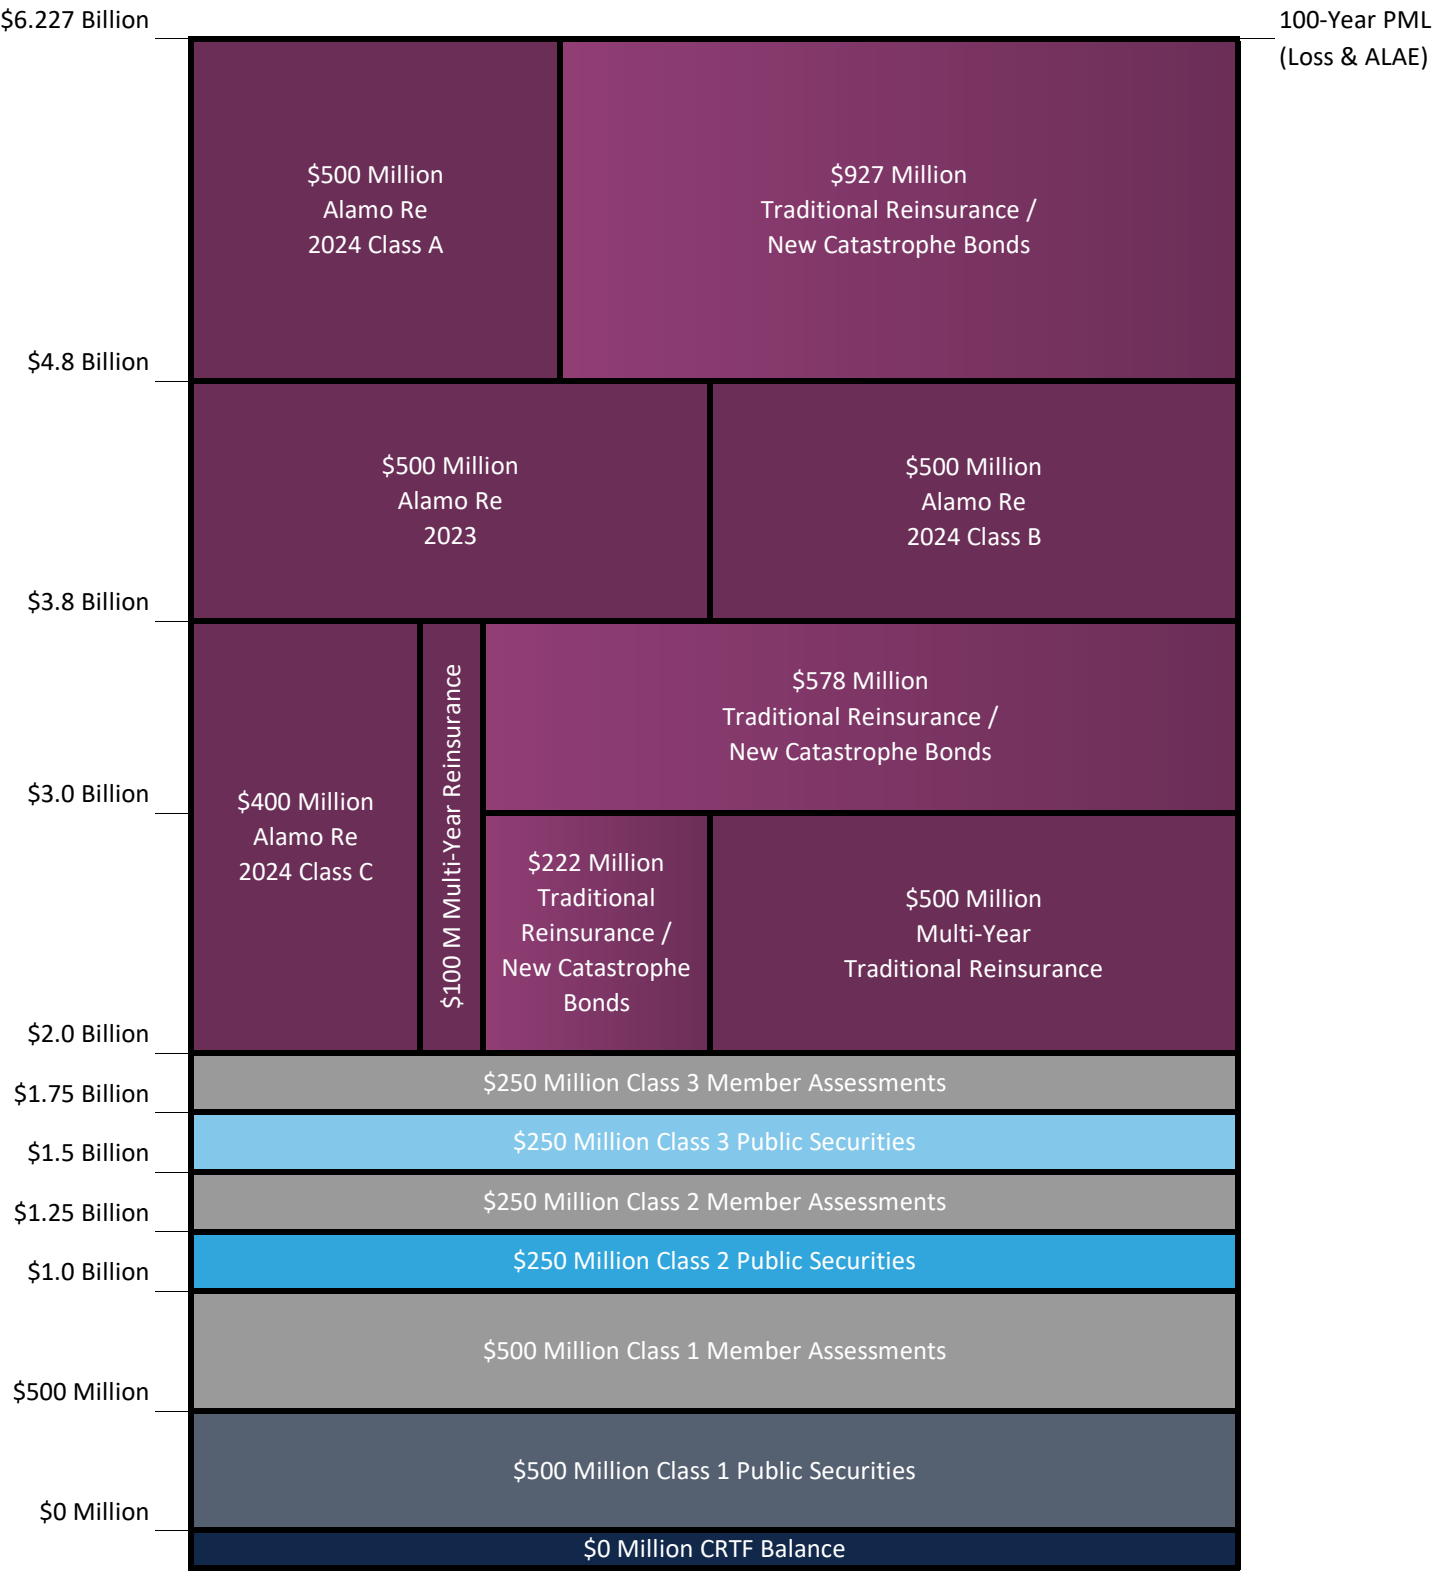 $6.227 Billion
100-Year PML
(Loss & ALAE)
$500 Million
Alamo Re
2024 Class A
$927 Million
Traditional Reinsurance /
New Catastrophe Bonds
$4.8 Billion
$500 Million
Alamo Re
2023
$500 Million
Alamo Re
2024 Class B
$3.8 Billion
$400 Million
Alamo Re
2024 Class C
$100 M Multi-Year Reinsurance
$578 Million
Traditional Reinsurance /
New Catastrophe Bonds
$3.0 Billion
$222 Million
Traditional
Reinsurance /
New Catastrophe
Bonds
$500 Million
Multi-Year
Traditional Reinsurance
$2.0 Billion
$250 Million Class 3 Member Assessments
$1.75 Billion
$250 Million Class 3 Public Securities
$1.5 Billion
$250 Million Class 2 Member Assessments
$1.25 Billion
$250 Million Class 2 Public Securities
$1.0 Billion
$500 Million Class 1 Member Assessments
$500 Million
$500 Million Class 1 Public Securities
$0 Million
$0 Million CRTF Balance